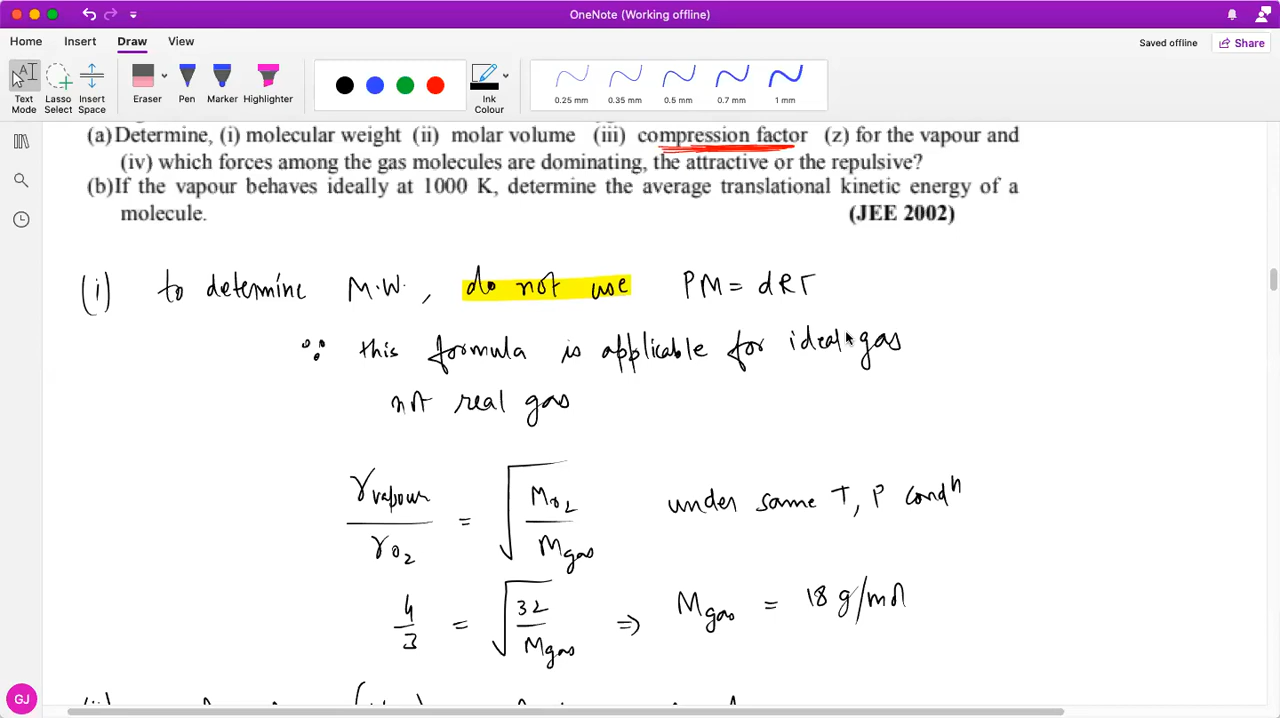 OneNote (Working offline)
Home Insert Draw View
Saved offline Share
Text Mode Lasso Select Insert Space Eraser Pen Marker Highlighter Ink Colour 0.25 mm 0.35 mm 0.5 mm 0.7 mm 1 mm
(a)Determine, (i) molecular weight (ii) molar volume (iii) compression factor (z) for the vapour and
(iv) which forces among the gas molecules are dominating, the attractive or the repulsive?
(b)If the vapour behaves ideally at 1000 K, determine the average translational kinetic energy of a
molecule. (JEE 2002)
(i) to determine M.W., do not use PM = dRT
∵ this formula is applicable for ideal gas
not real gas
r_vapour / r_O2 = √(M_O2 / M_gas) under same T, P condn
4/3 = √(32 / M_gas) ⇒ M_gas = 18 g/mol
GJ